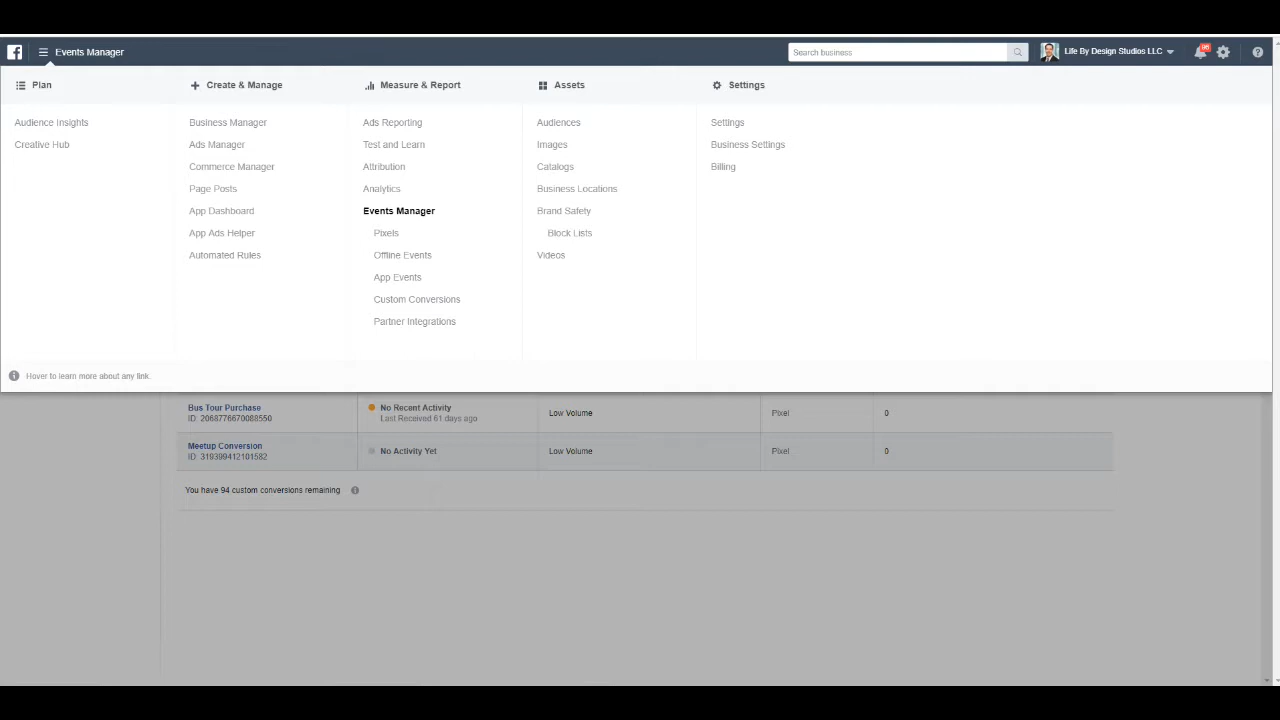 Events Manager
Search business
Life By Design Studios LLC
86
Plan
Audience Insights
Creative Hub
Create & Manage
Business Manager
Ads Manager
Commerce Manager
Page Posts
App Dashboard
App Ads Helper
Automated Rules
Measure & Report
Ads Reporting
Test and Learn
Attribution
Analytics
Events Manager
Pixels
Offline Events
App Events
Custom Conversions
Partner Integrations
Assets
Audiences
Images
Catalogs
Business Locations
Brand Safety
Block Lists
Videos
Settings
Settings
Business Settings
Billing
Hover to learn more about any link.
Bus Tour Purchase
ID: 2068776670088550
No Recent Activity
Last Received 61 days ago
Low Volume
Pixel
0
Meetup Conversion
ID: 319399412101582
No Activity Yet
Low Volume
Pixel
0
You have 94 custom conversions remaining